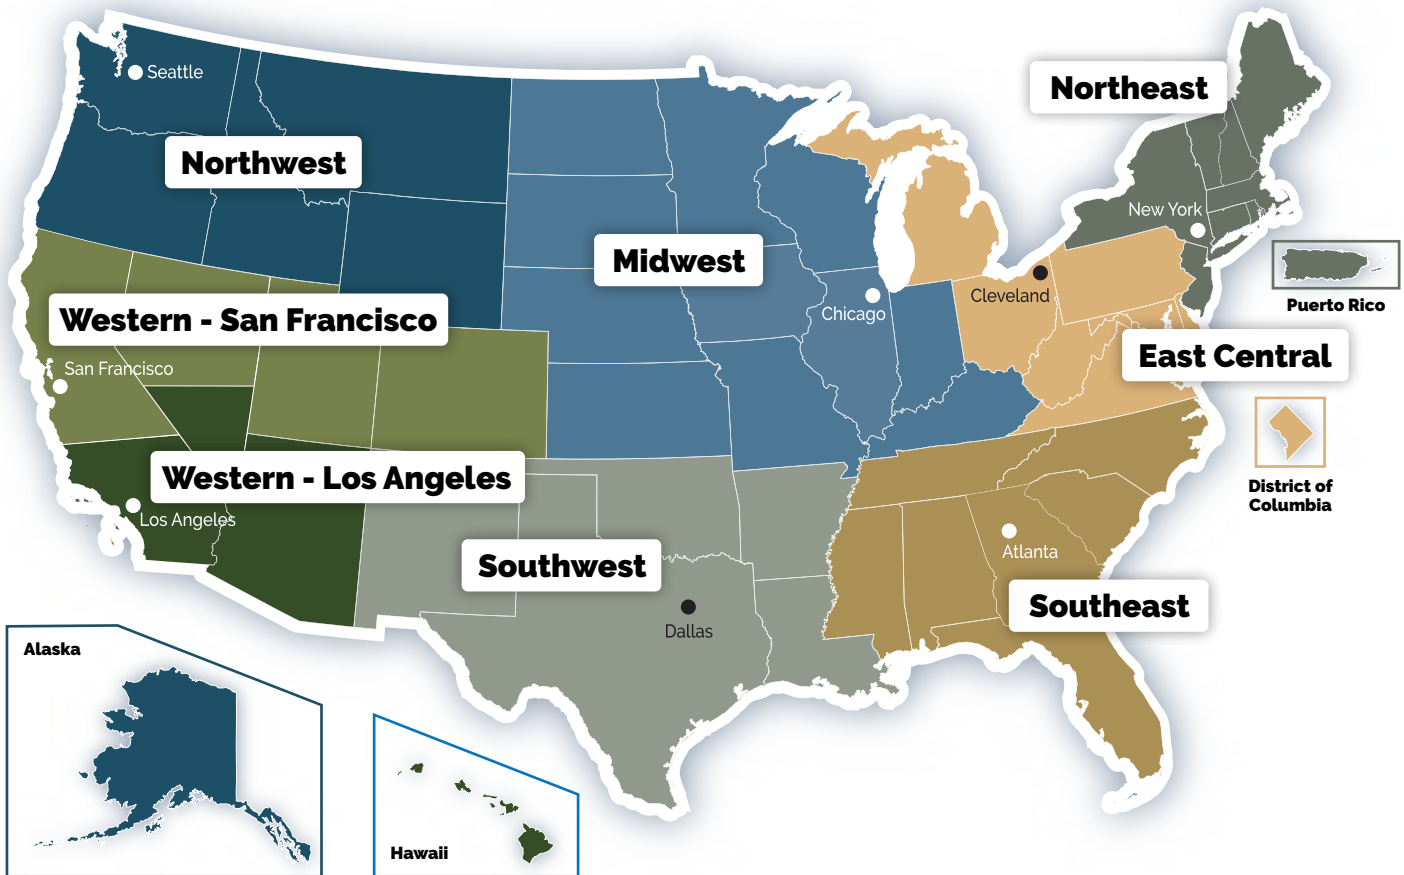 Northeast
Seattle
Northwest
New York
Midwest
Cleveland
Chicago
Puerto Rico
Western - San Francisco
East Central
San Francisco
Western - Los Angeles
District of
Columbia
Los Angeles
Atlanta
Southwest
Southeast
Dallas
Alaska
Hawaii